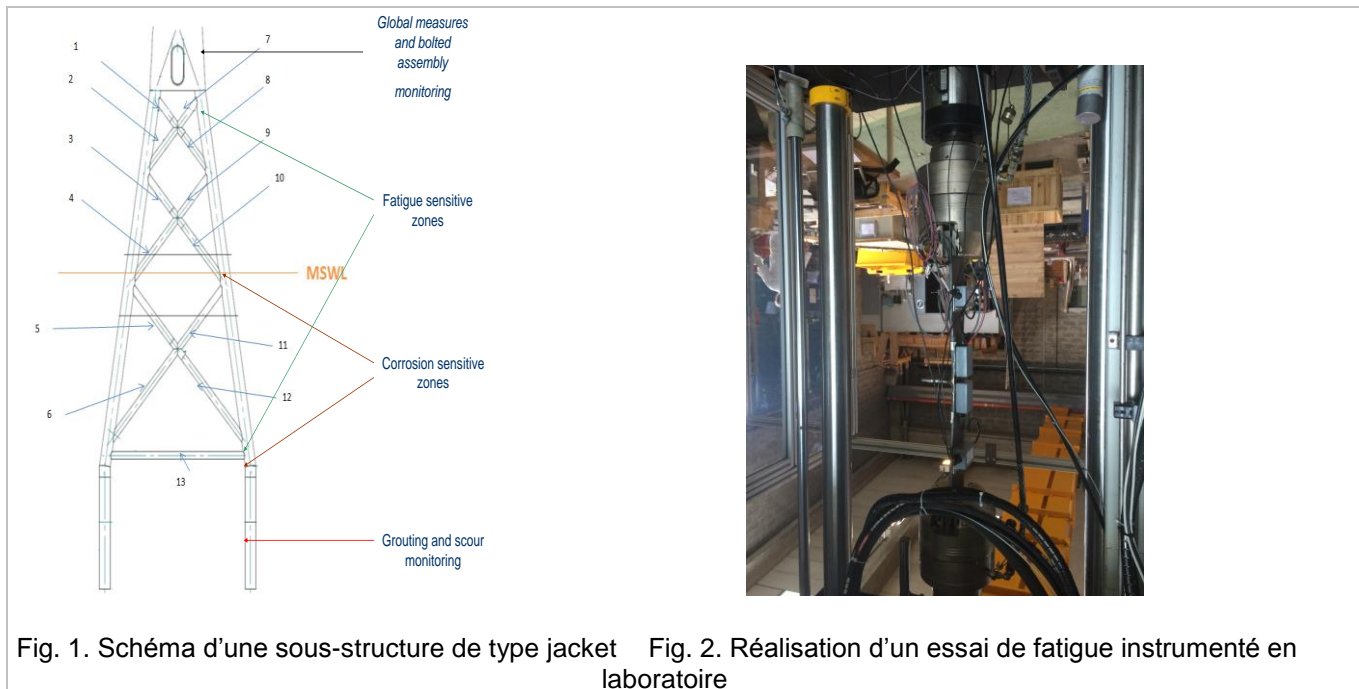 1
7
2
8
3
9
4
10
5
11
6
12
13
Global measures
and bolted
assembly
monitoring
Fatigue sensitive
zones
MSWL
Corrosion sensitive
zones
Grouting and scour
monitoring
Fig. 1. Schéma d’une sous-structure de type jacket Fig. 2. Réalisation d’un essai de fatigue instrumenté en
laboratoire